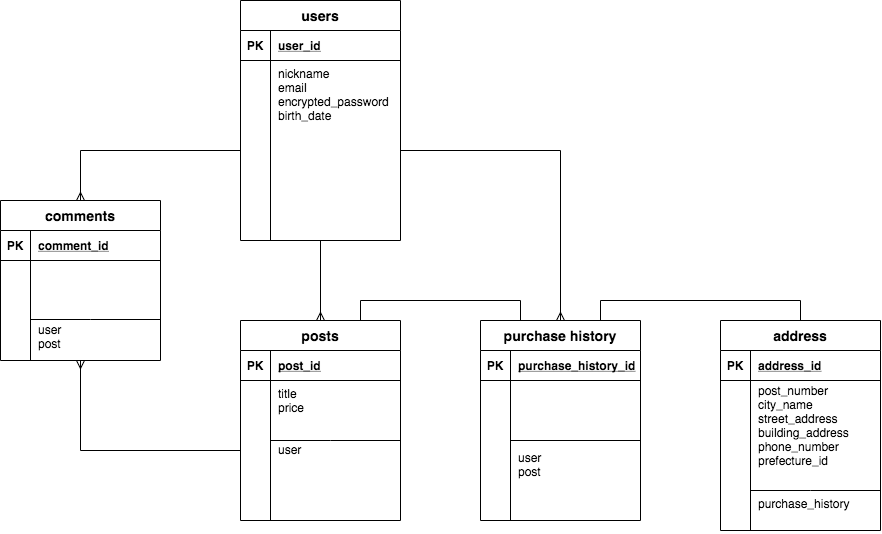 users
PK user_id
nickname
email
encrypted_password
birth_date
comments
PK comment_id
user
post
posts
PK post_id
title
price
user
purchase history
PK purchase_history_id
user
post
address
PK address_id
post_number
city_name
street_address
building_address
phone_number
prefecture_id
purchase_history